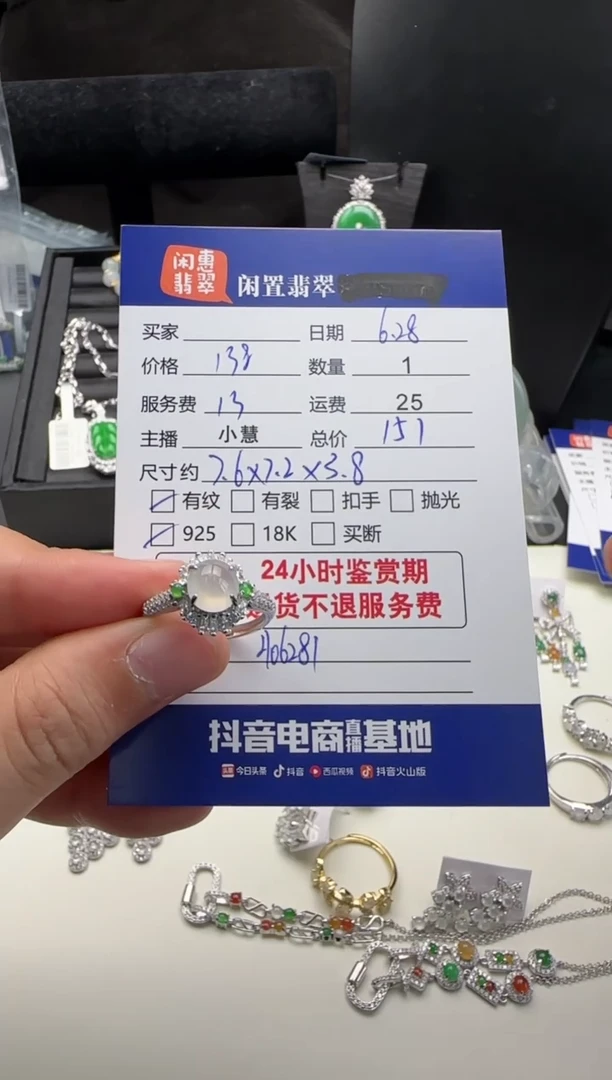 闲惠
翡翠
闲置翡翠
买家 日期 6.28
价格 138 数量 1
服务费 13 运费 25
主播 小慧 总价 151
尺寸约 7.6x7.2x3.8
有纹 有裂 扣手 抛光
925 18K 买断
24小时鉴赏期
货不退服务费
406281
抖音电商直播基地
头条 今日头条 抖音 西瓜视频 抖音火山版